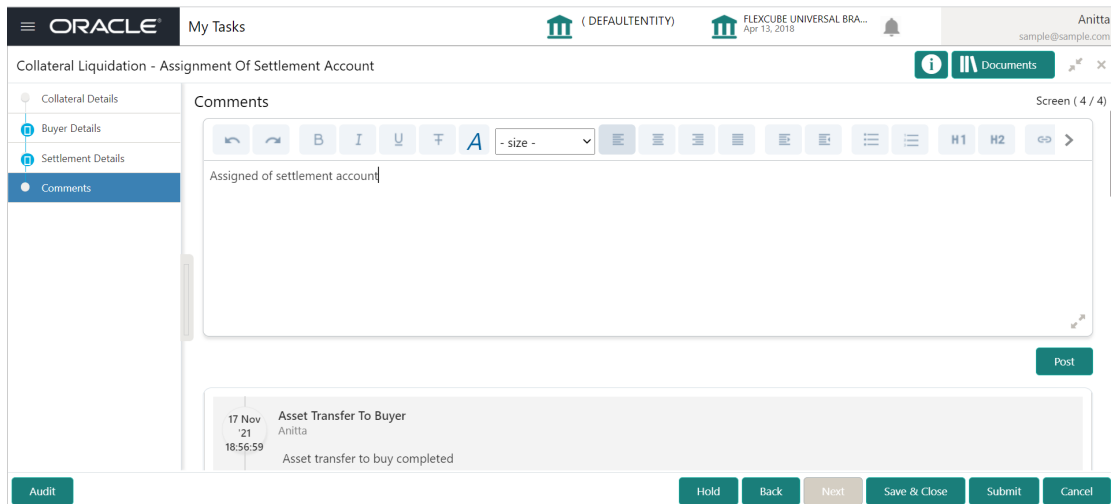 ORACLE®
My Tasks
( DEFAULTENTITY)
FLEXCUBE UNIVERSAL BRA...
Apr 13, 2018
Anitta
sample@sample.com
Collateral Liquidation - Assignment Of Settlement Account
Documents
Collateral Details
Buyer Details
Settlement Details
Comments
Comments
Screen ( 4 / 4)
B I U T A - size - H1 H2
Assigned of settlement account
Post
17 Nov
'21
18:56:59
Asset Transfer To Buyer
Anitta
Asset transfer to buy completed
Audit
Hold
Back
Next
Save & Close
Submit
Cancel